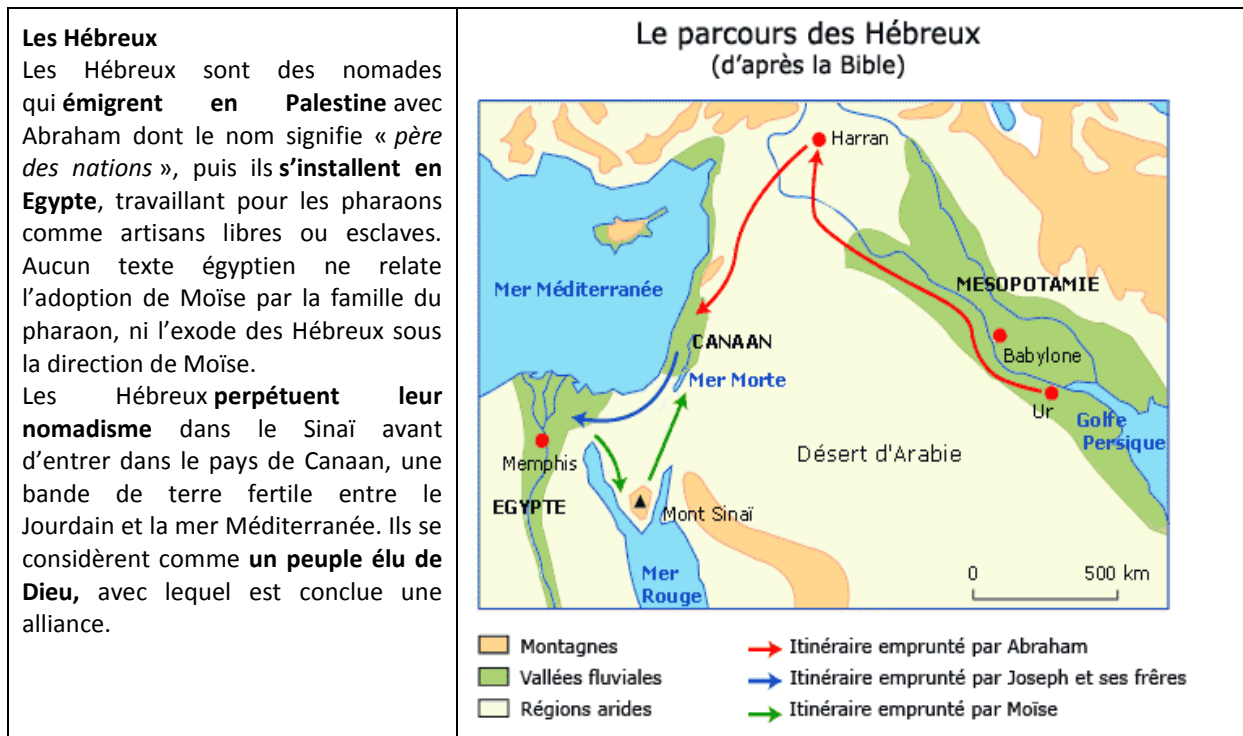 Les Hébreux
Les Hébreux sont des nomades
qui émigrent en Palestine avec
Abraham dont le nom signifie « père
des nations », puis ils s’installent en
Egypte, travaillant pour les pharaons
comme artisans libres ou esclaves.
Aucun texte égyptien ne relate
l’adoption de Moïse par la famille du
pharaon, ni l’exode des Hébreux sous
la direction de Moïse.
Les Hébreux perpétuent leur
nomadisme dans le Sinaï avant
d’entrer dans le pays de Canaan, une
bande de terre fertile entre le
Jourdain et la mer Méditerranée. Ils se
considèrent comme un peuple élu de
Dieu, avec lequel est conclue une
alliance.
Le parcours des Hébreux
(d'après la Bible)
Harran
Mer Méditerranée
MESOPOTAMIE
CANAAN
Babylone
Mer Morte
Ur
Golfe
Persique
Désert d'Arabie
Memphis
EGYPTE
Mont Sinaï
Mer
Rouge
0 500 km
Montagnes
Vallées fluviales
Régions arides
Itinéraire emprunté par Abraham
Itinéraire emprunté par Joseph et ses frêres
Itinéraire emprunté par Moïse